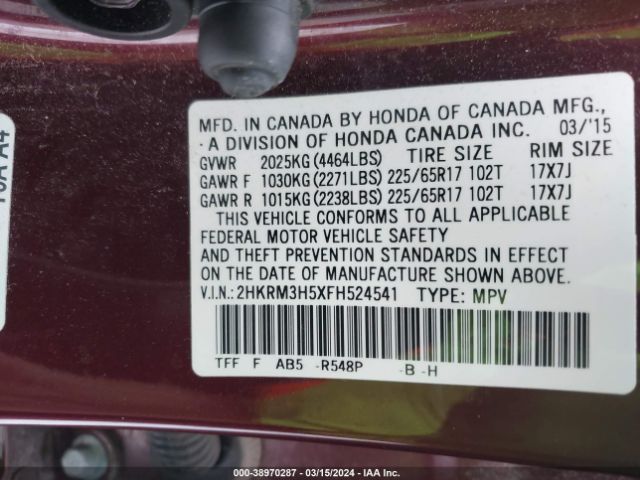 MFD. IN CANADA BY HONDA OF CANADA MFG.,
- A DIVISION OF HONDA CANADA INC. 03/'15
GVWR 2025KG(4464LBS) TIRE SIZE RIM SIZE
GAWR F 1030KG(2271LBS) 225/65R17 102T 17X7J
GAWR R 1015KG(2238LBS) 225/65R17 102T 17X7J
THIS VEHICLE CONFORMS TO ALL APPLICABLE
FEDERAL MOTOR VEHICLE SAFETY
AND THEFT PREVENTION STANDARDS IN EFFECT
ON THE DATE OF MANUFACTURE SHOWN ABOVE.
V.I.N.:2HKRM3H5XFH524541 TYPE: MPV
TFF F AB5 -R548P -B -H
000-38970287 - 03/15/2024 - IAA Inc.